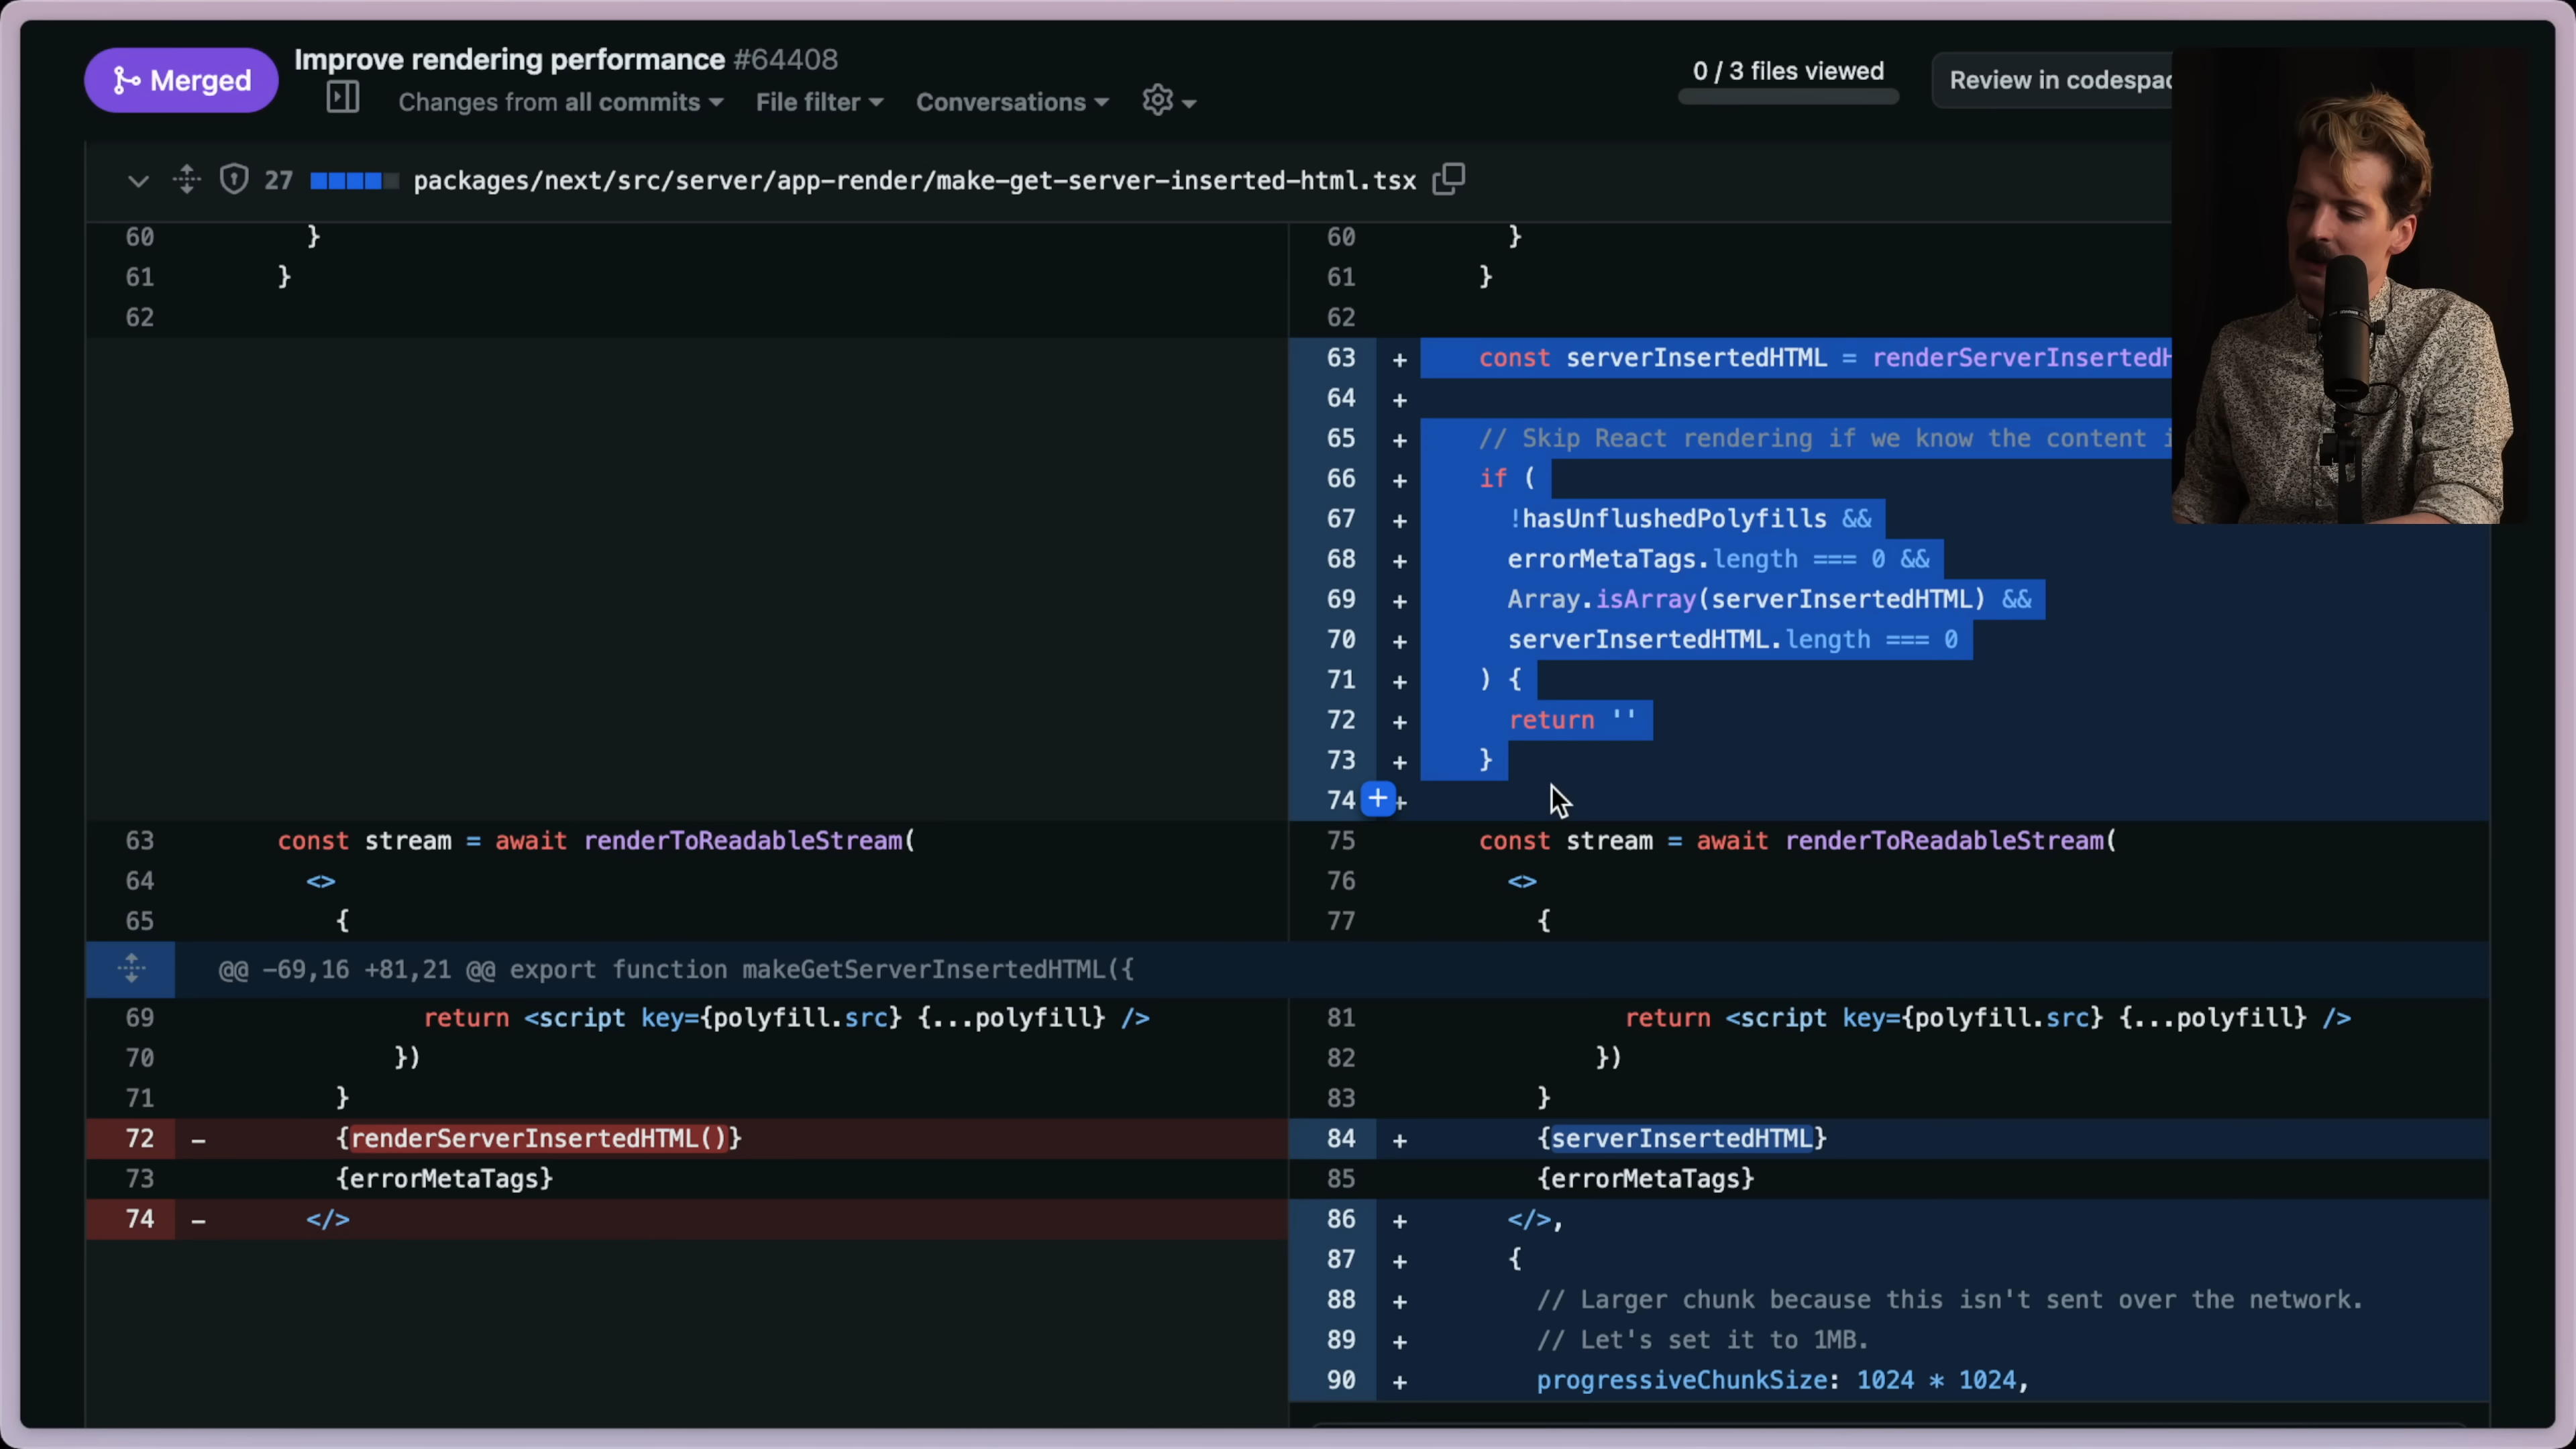 Merged
Improve rendering performance #64408
Changes from all commits
File filter
Conversations
0 / 3 files viewed
Review in codespac
27
packages/next/src/server/app-render/make-get-server-inserted-html.tsx
60 }
61 }
62
63 const stream = await renderToReadableStream(
64 <>
65 {
60 }
61 }
62
63 + const serverInsertedHTML = renderServerInsertedH
64 +
65 + // Skip React rendering if we know the content i
66 + if (
67 + !hasUnflushedPolyfills &&
68 + errorMetaTags.length === 0 &&
69 + Array.isArray(serverInsertedHTML) &&
70 + serverInsertedHTML.length === 0
71 + ) {
72 + return ''
73 + }
74 +
75 const stream = await renderToReadableStream(
76 <>
77 {
@@ -69,16 +81,21 @@ export function makeGetServerInsertedHTML({
69 return <script key={polyfill.src} {...polyfill} />
70 })
71 }
72 - {renderServerInsertedHTML()}
73 {errorMetaTags}
74 - </>
81 return <script key={polyfill.src} {...polyfill} />
82 })
83 }
84 + {serverInsertedHTML}
85 {errorMetaTags}
86 + </>,
87 + {
88 + // Larger chunk because this isn't sent over the network.
89 + // Let's set it to 1MB.
90 + progressiveChunkSize: 1024 * 1024,